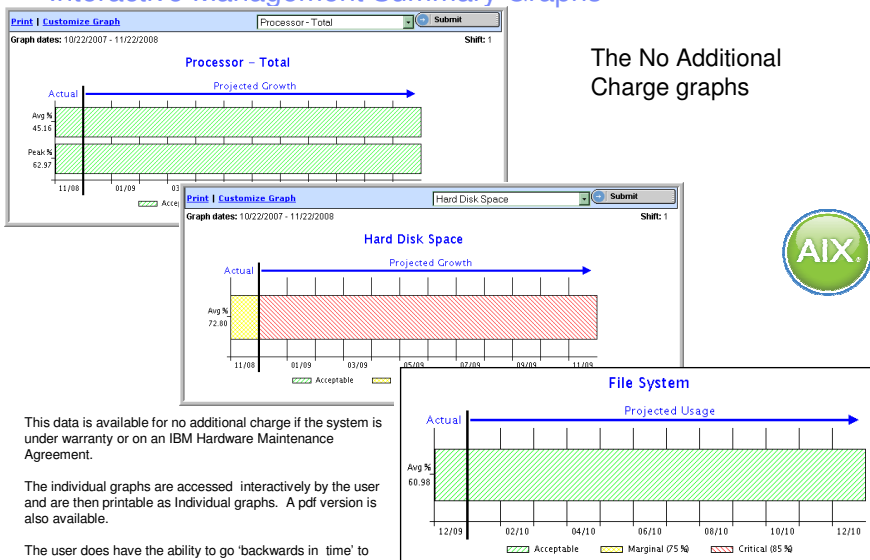 Interactive Management Summary Graphs
Print | Customize Graph
Processor - Total
Submit
Graph dates: 10/22/2007 - 11/22/2008
Shift: 1
Processor - Total
Actual
Projected Growth
Avg %
45.16
Peak %
62.97
11/08 01/09
The No Additional
Charge graphs
Print | Customize Graph
Hard Disk Space
Submit
Graph dates: 10/22/2007 - 11/22/2008
Shift: 1
Hard Disk Space
Actual
Projected Growth
Avg %
72.80
11/08 01/09 03/09 05/09 07/09 09/09 11/09
Acceptable
AIX
File System
Actual
Projected Usage
Avg %
60.98
12/09 02/10 04/10 06/10 08/10 10/10 12/10
Acceptable Marginal (75 %) Critical (85 %)
This data is available for no additional charge if the system is
under warranty or on an IBM Hardware Maintenance
Agreement.
The individual graphs are accessed interactively by the user
and are then printable as Individual graphs. A pdf version is
also available.
The user does have the ability to go 'backwards in time' to